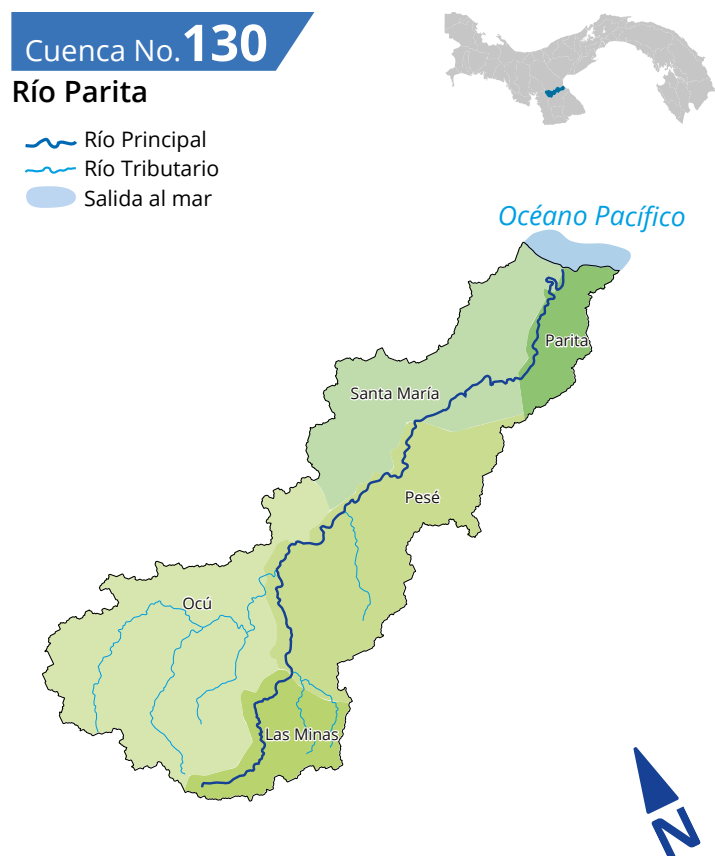 Cuenca No. 130
Río Parita
Río Principal
Río Tributario
Salida al mar
Océano Pacífico
Parita
Santa María
Pesé
Ocú
Las Minas
N